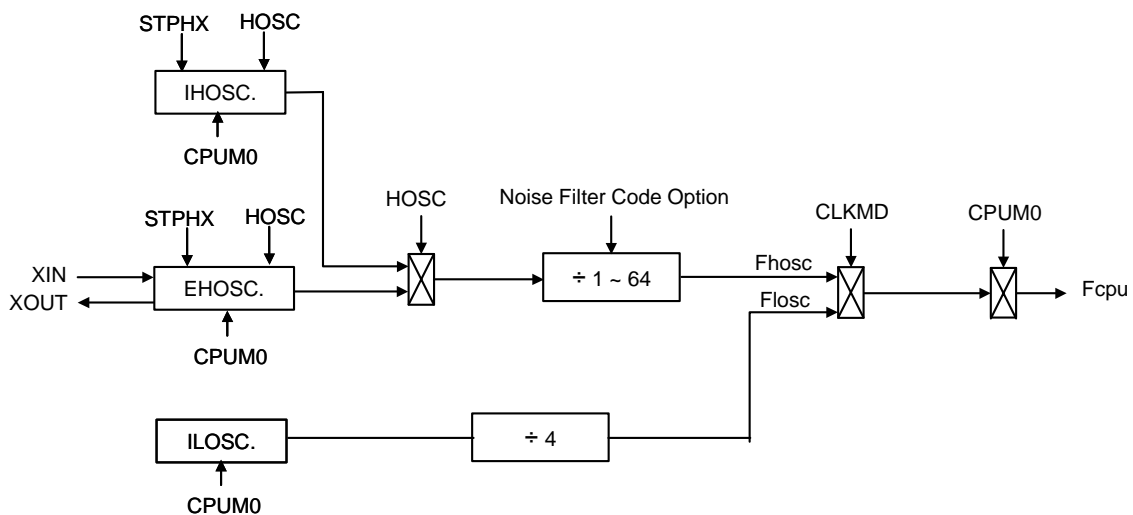 STPHX
HOSC
IHOSC.
CPUM0
STPHX
HOSC
HOSC
Noise Filter Code Option
CLKMD
CPUM0
XIN
XOUT
EHOSC.
÷ 1 ~ 64
Fhosc
Flosc
Fcpu
CPUM0
ILOSC.
÷ 4
CPUM0